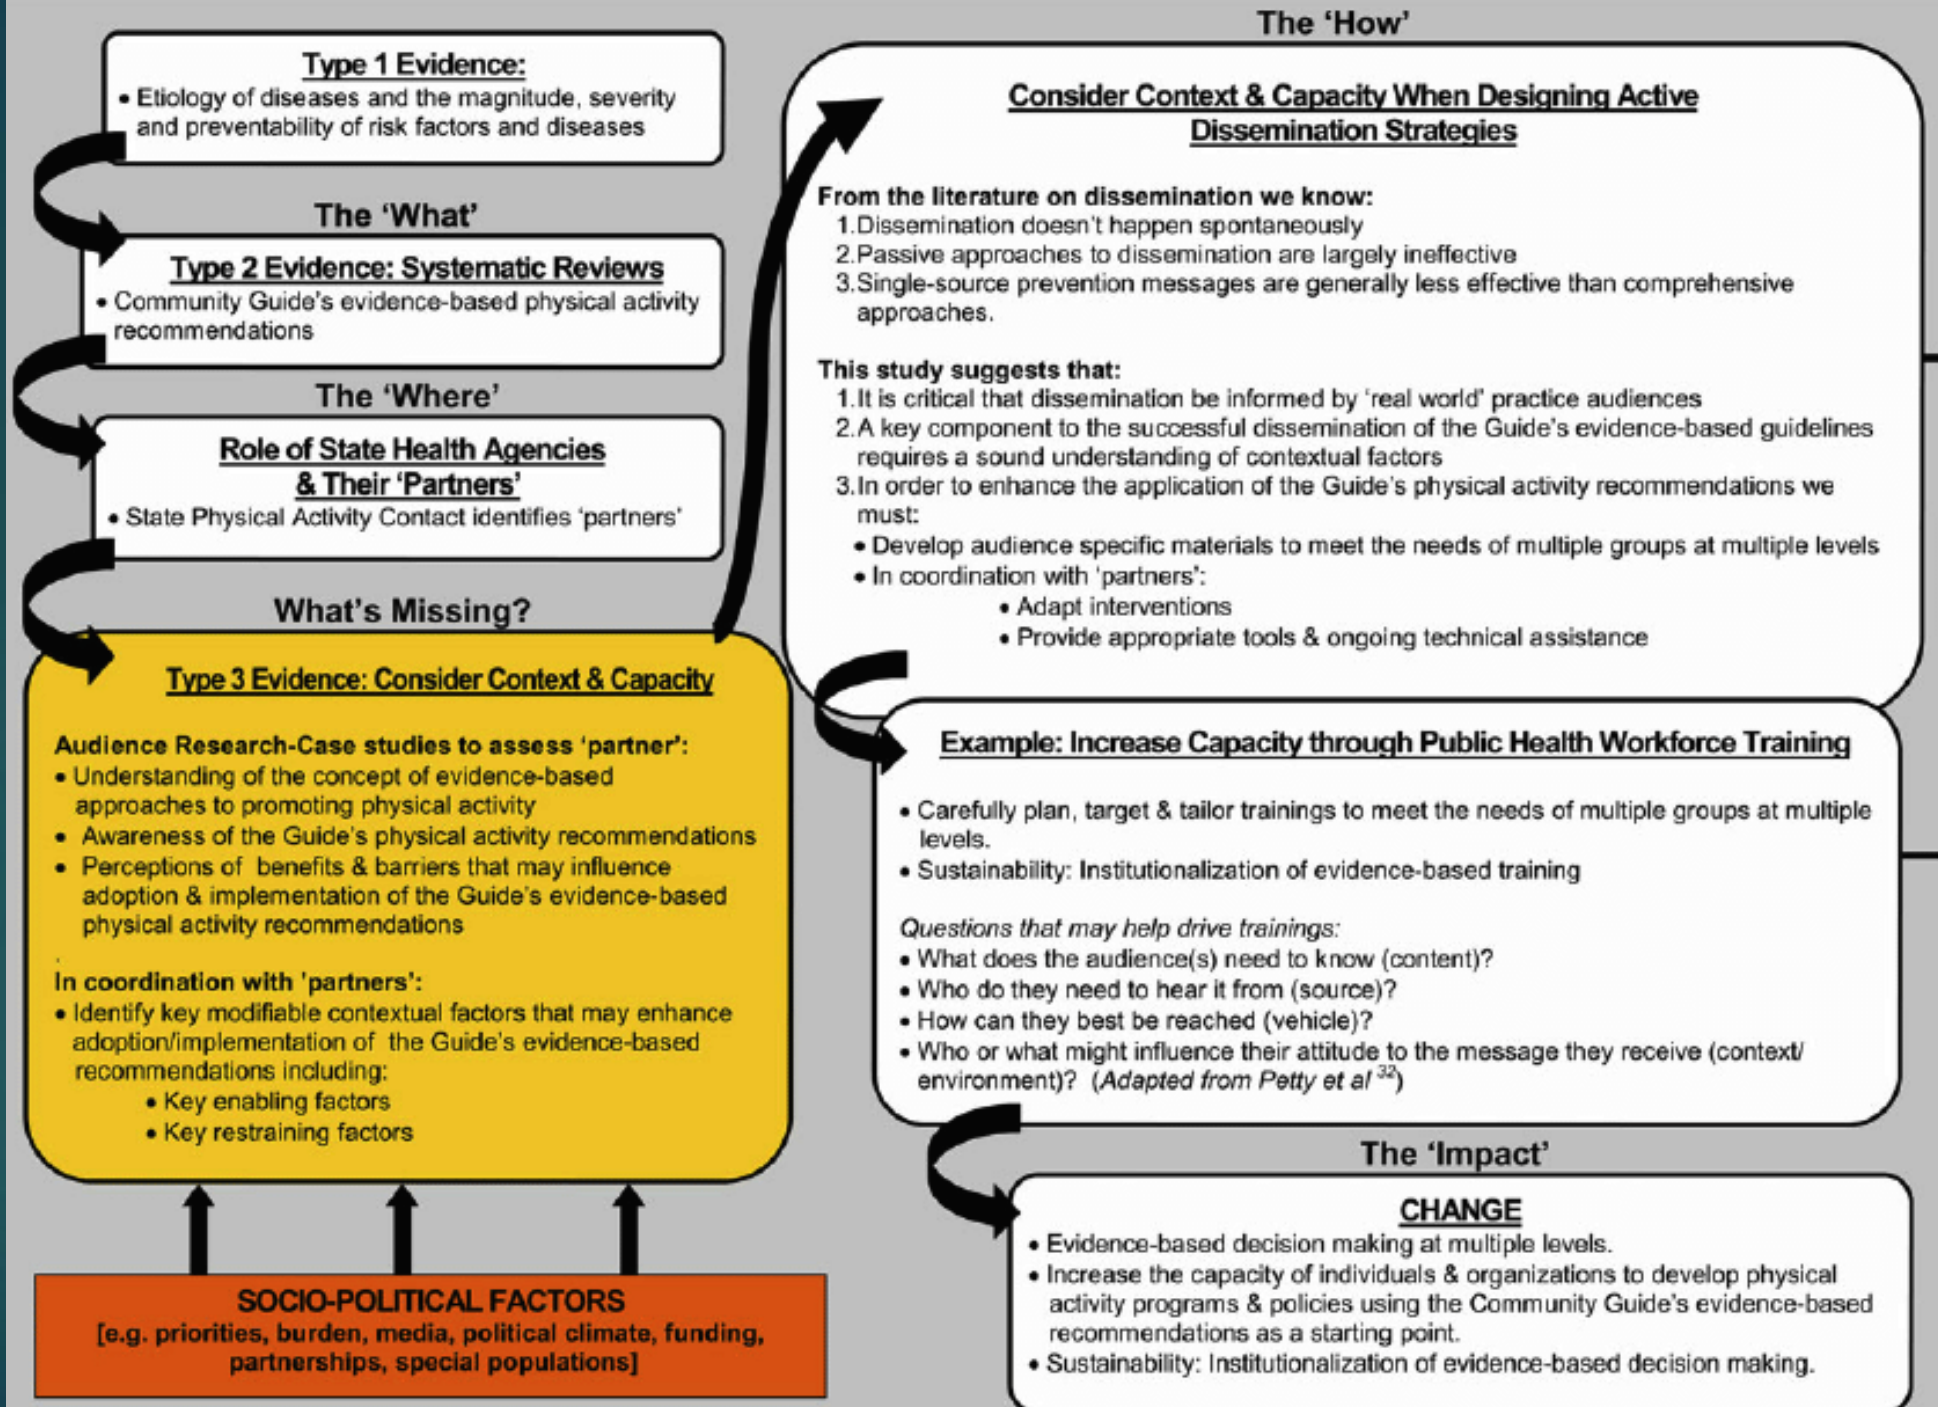 Type 1 Evidence:
• Etiology of diseases and the magnitude, severity
and preventability of risk factors and diseases
The ‘What’
Type 2 Evidence: Systematic Reviews
• Community Guide’s evidence-based physical activity
recommendations
The ‘Where’
Role of State Health Agencies
& Their ‘Partners’
• State Physical Activity Contact identifies ‘partners’
What’s Missing?
Type 3 Evidence: Consider Context & Capacity
Audience Research-Case studies to assess ‘partner’:
• Understanding of the concept of evidence-based
approaches to promoting physical activity
• Awareness of the Guide’s physical activity recommendations
• Perceptions of benefits & barriers that may influence
adoption & implementation of the Guide’s evidence-based
physical activity recommendations
.
In coordination with 'partners’:
• Identify key modifiable contextual factors that may enhance
adoption/implementation of the Guide’s evidence-based
recommendations including:
• Key enabling factors
• Key restraining factors
SOCIO-POLITICAL FACTORS
[e.g. priorities, burden, media, political climate, funding,
partnerships, special populations]
The ‘How’
Consider Context & Capacity When Designing Active
Dissemination Strategies
From the literature on dissemination we know:
1.Dissemination doesn’t happen spontaneously
2.Passive approaches to dissemination are largely ineffective
3.Single-source prevention messages are generally less effective than comprehensive
approaches.
This study suggests that:
1.It is critical that dissemination be informed by ‘real world’ practice audiences
2.A key component to the successful dissemination of the Guide’s evidence-based guidelines
requires a sound understanding of contextual factors
3.In order to enhance the application of the Guide’s physical activity recommendations we
must:
• Develop audience specific materials to meet the needs of multiple groups at multiple levels
• In coordination with ‘partners’:
• Adapt interventions
• Provide appropriate tools & ongoing technical assistance
Example: Increase Capacity through Public Health Workforce Training
• Carefully plan, target & tailor trainings to meet the needs of multiple groups at multiple
levels.
• Sustainability: Institutionalization of evidence-based training
Questions that may help drive trainings:
• What does the audience(s) need to know (content)?
• Who do they need to hear it from (source)?
• How can they best be reached (vehicle)?
• Who or what might influence their attitude to the message they receive (context/
environment)? (Adapted from Petty et al 32)
The ‘Impact’
CHANGE
• Evidence-based decision making at multiple levels.
• Increase the capacity of individuals & organizations to develop physical
activity programs & policies using the Community Guide’s evidence-based
recommendations as a starting point.
• Sustainability: Institutionalization of evidence-based decision making.